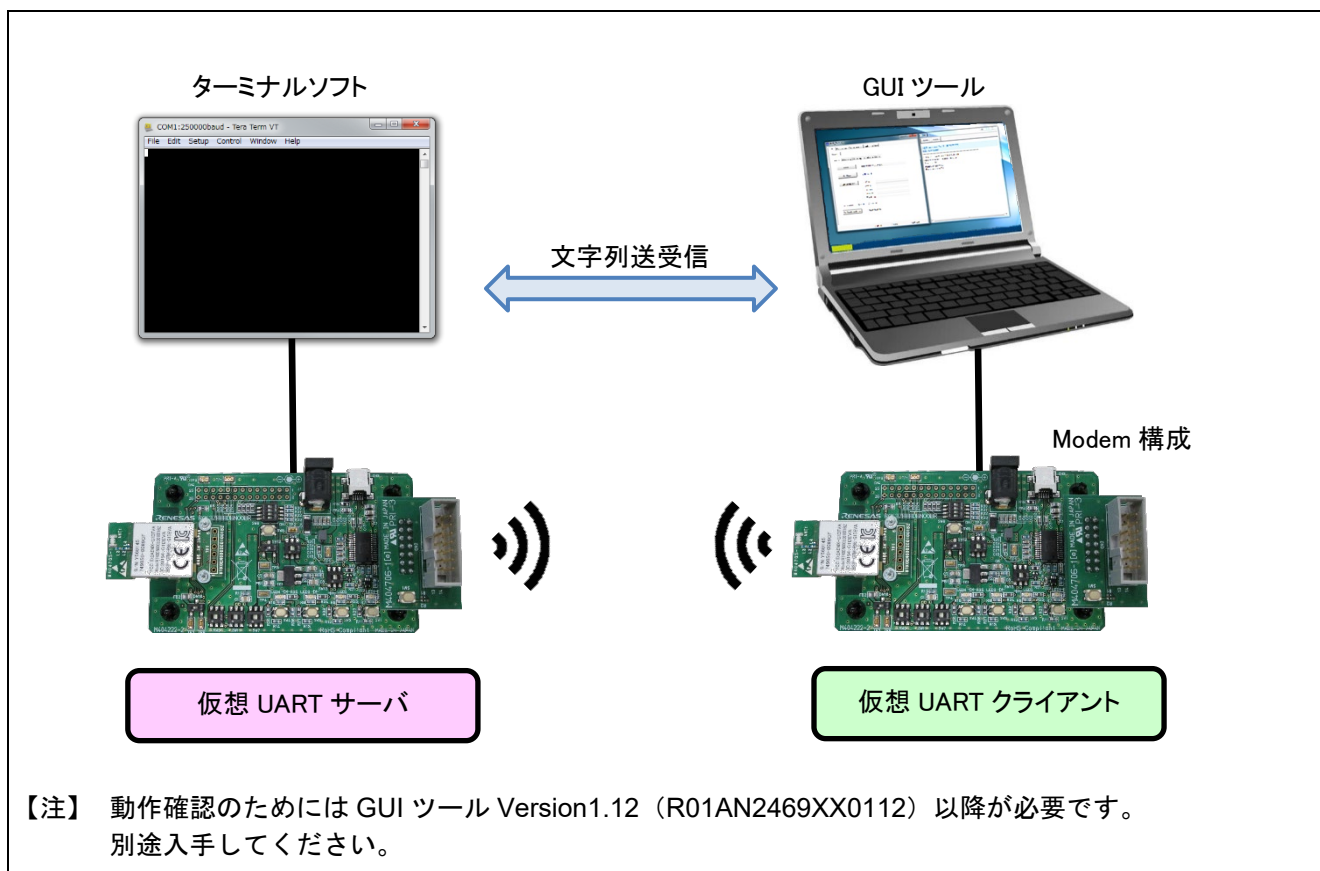 ターミナルソフト
GUI ツール
COM1:250000baud - Tera Term VT
File Edit Setup Control Window Help
文字列送受信
Modem 構成
RENESAS
RENESAS
仮想 UART サーバ
仮想 UART クライアント
【注】 動作確認のためには GUI ツール Version1.12（R01AN2469XX0112）以降が必要です。
別途入手してください。